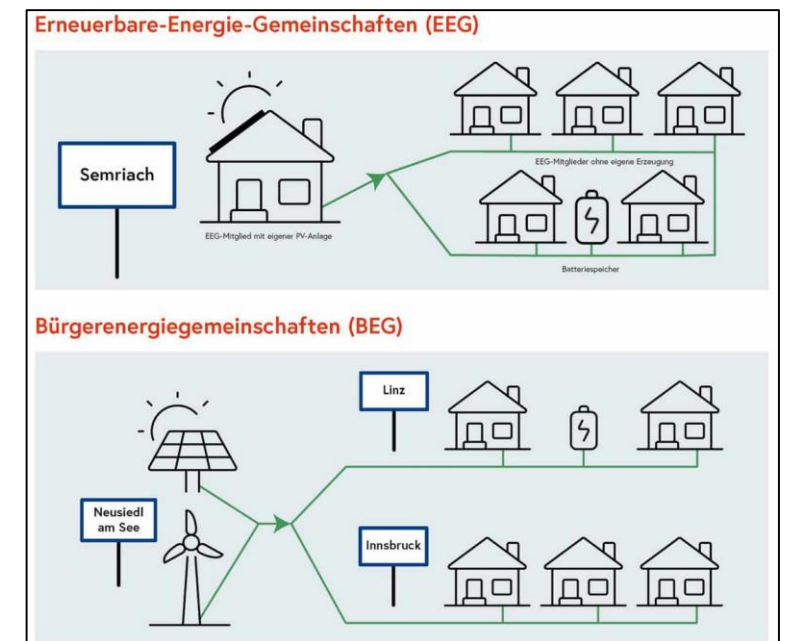 Erneuerbare-Energie-Gemeinschaften (EEG)
Semriach
EEG-Mitglied mit eigener PV-Anlage
EEG-Mitglieder ohne eigene Erzeugung
Batteriespeicher
Bürgerenergiegemeinschaften (BEG)
Linz
Neusiedl
am See
Innsbruck